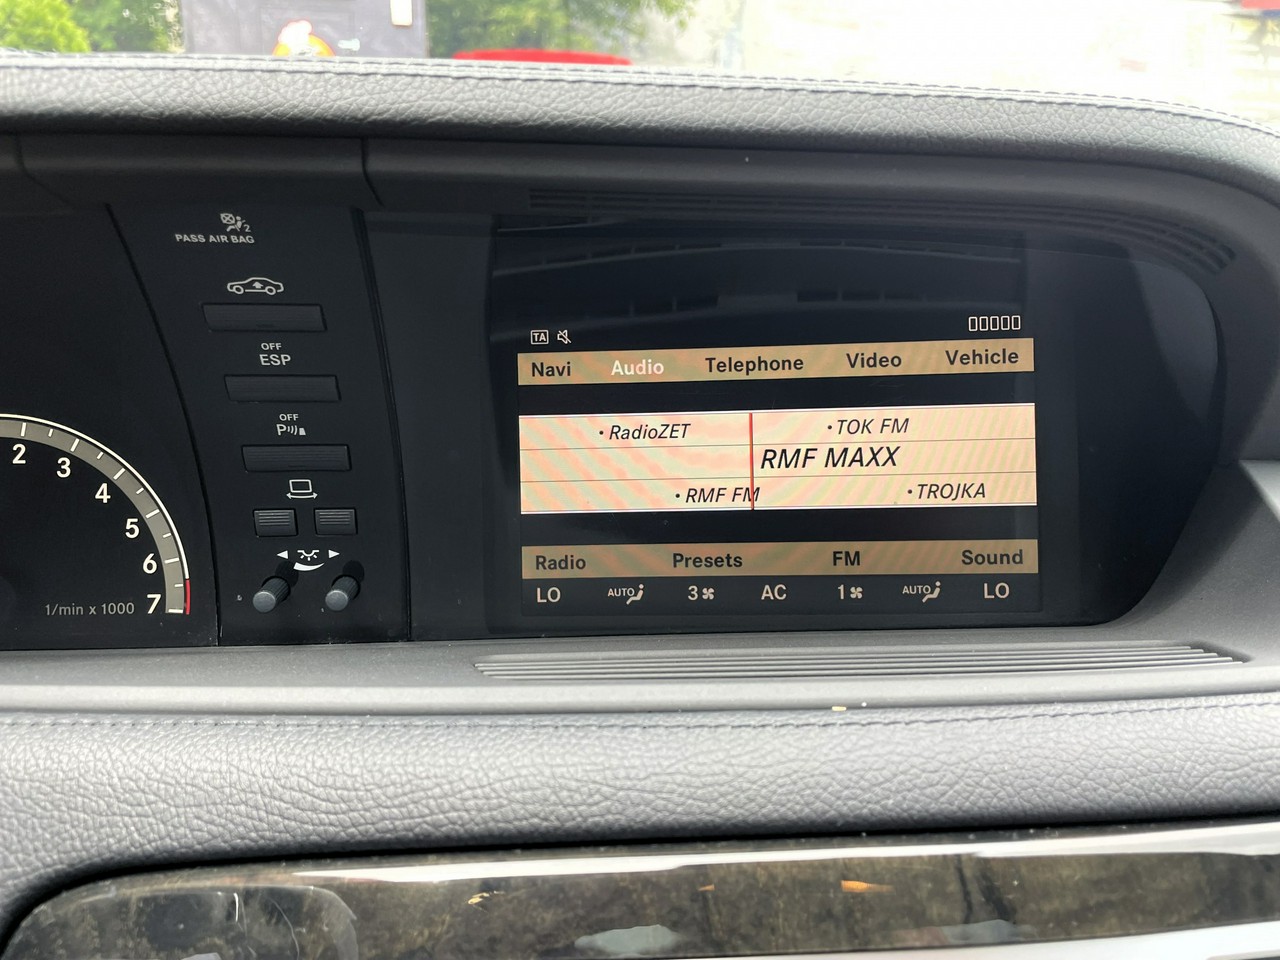 2
PASS AIR BAG
OFF
ESP
OFF
P
2
3
4
5
6
7
1/min x 1000
TA
Navi Audio Telephone Video Vehicle
•RadioZET •TOK FM
RMF MAXX
•RMF FM •TROJKA
Radio Presets FM Sound
LO AUTO 3 AC 1 AUTO LO